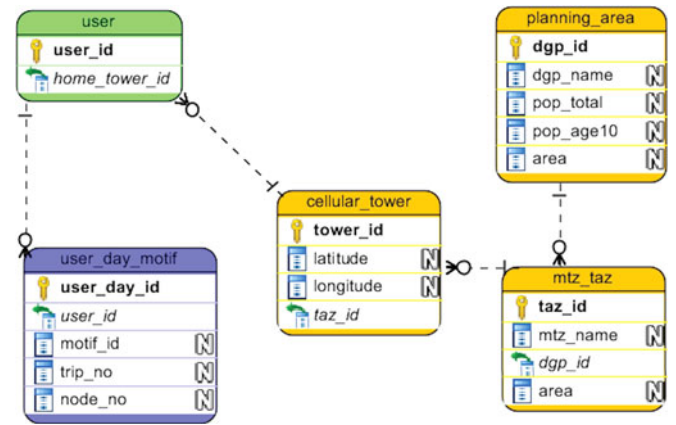 user
user_id
home_tower_id
planning_area
dgp_id
dgp_name N
pop_total N
pop_age10 N
area N
cellular_tower
tower_id
latitude N
longitude N
taz_id
user_day_motif
user_day_id
user_id
motif_id N
trip_no N
node_no N
mtz_taz
taz_id
mtz_name N
dgp_id
area N